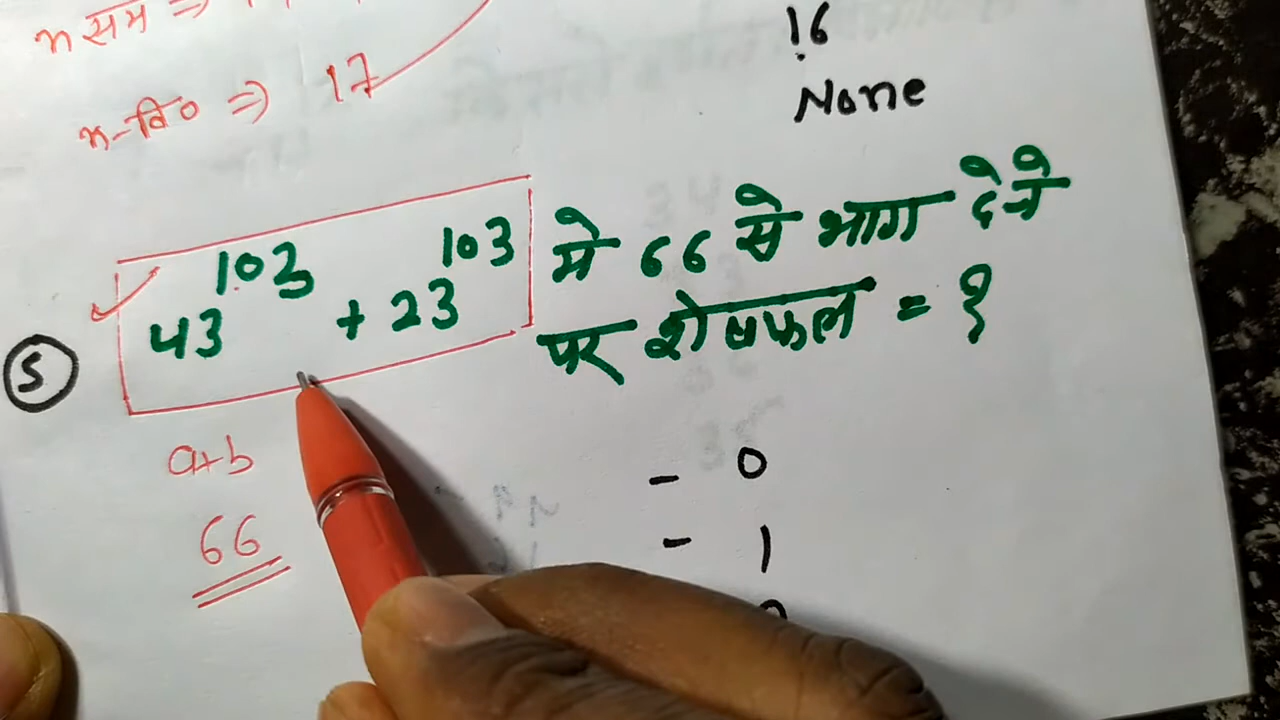 n सम ⇒
n-वि० ⇒ 17
16
None
5
43^103 + 23^103 मे 66 से भाग देने
पर शेषफल = ?
a+b
66
- 0
- 1